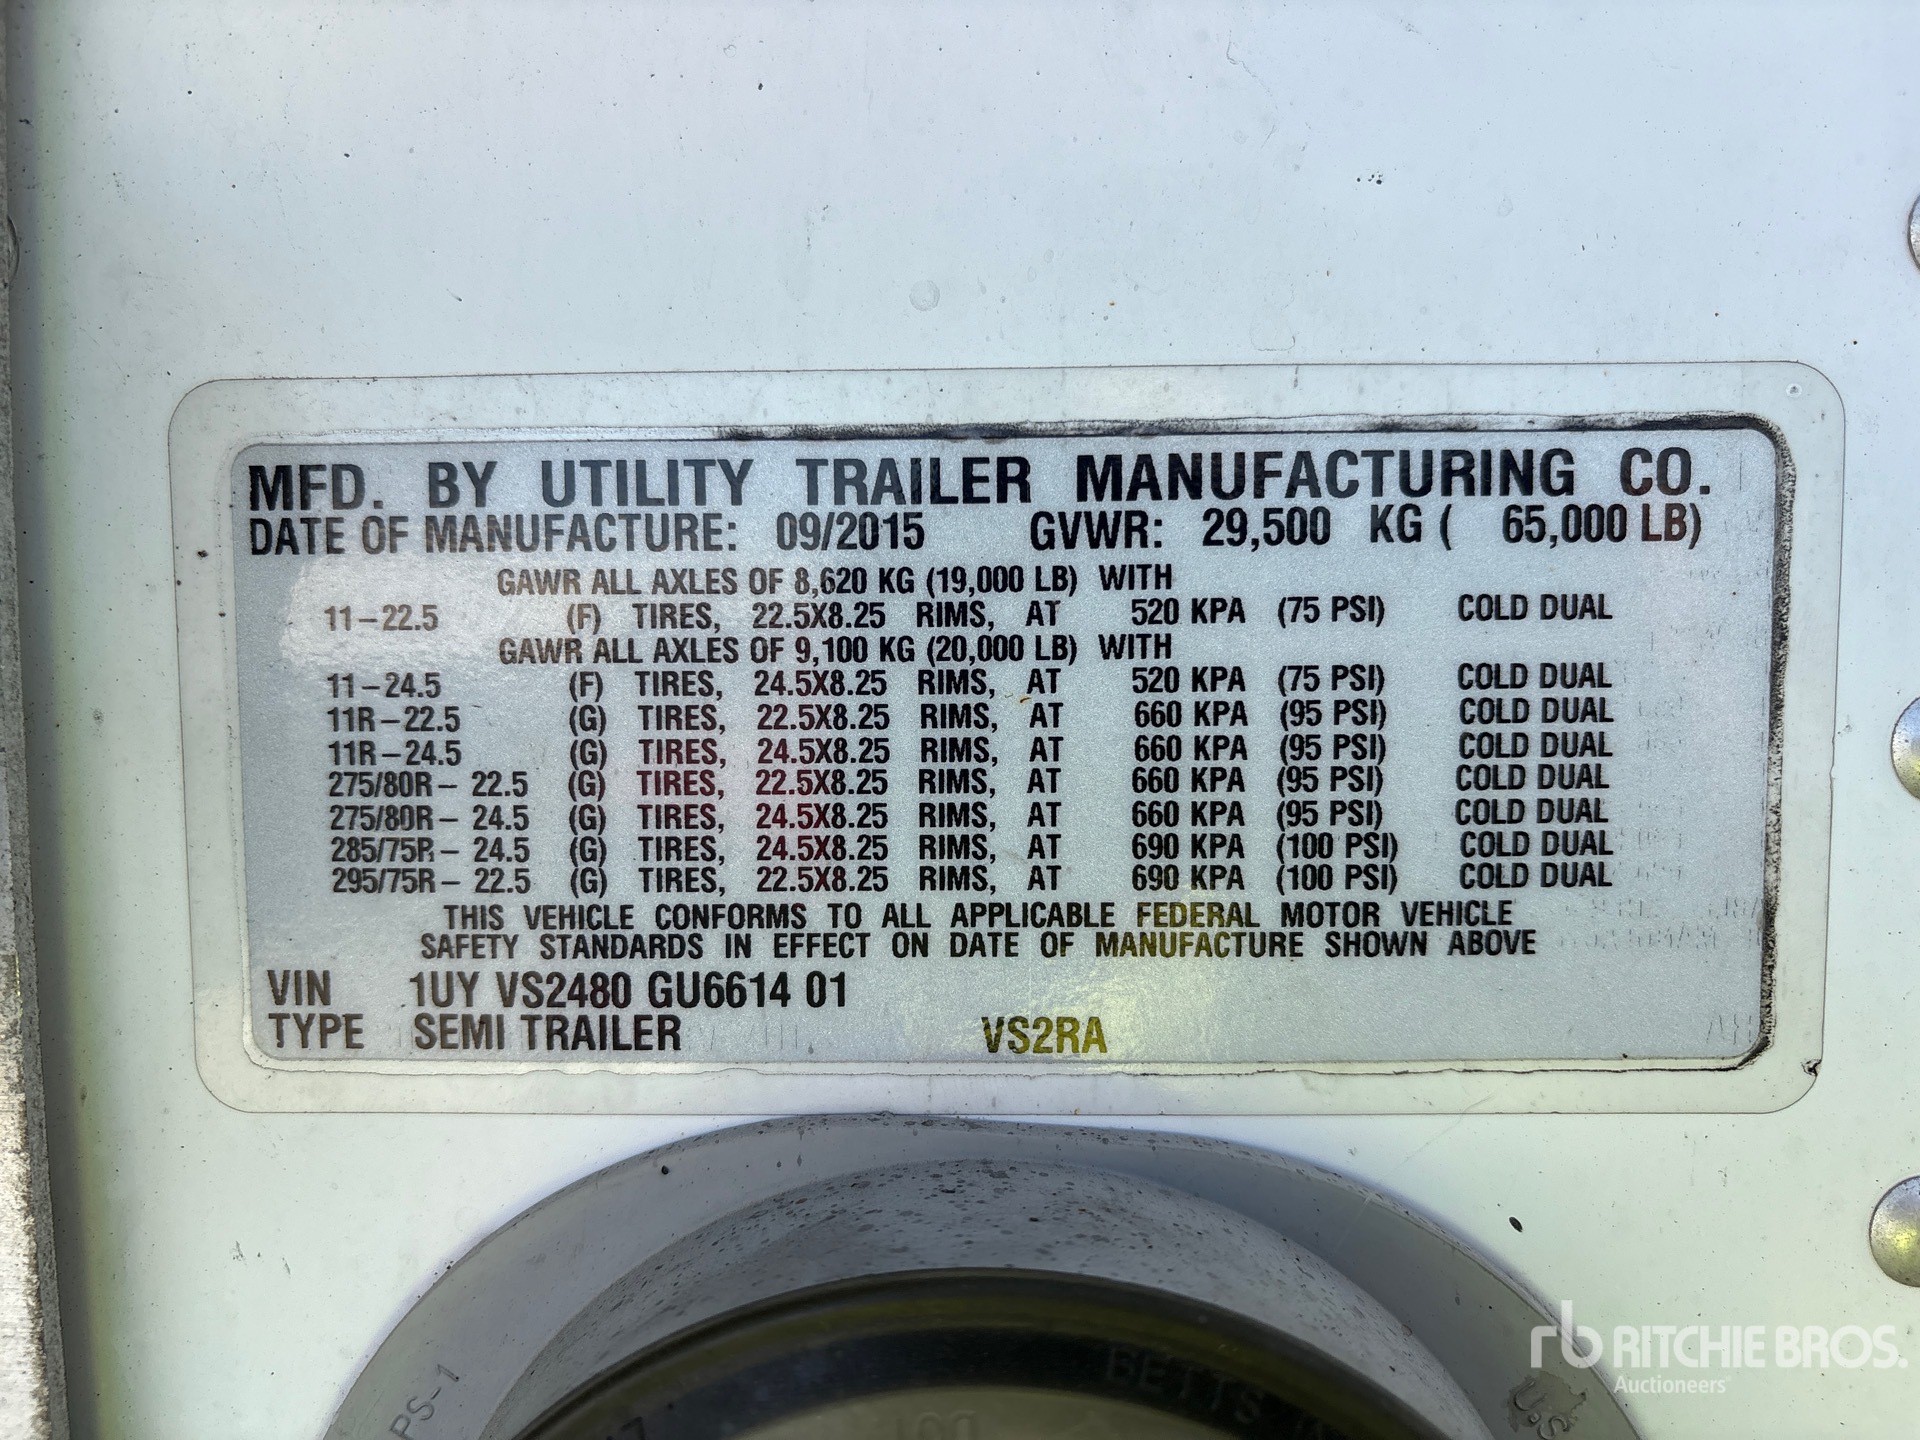 MFD. BY UTILITY TRAILER MANUFACTURING CO.
DATE OF MANUFACTURE: 09/2015 GVWR: 29,500 KG ( 65,000 LB)
GAWR ALL AXLES OF 8,620 KG (19,000 LB) WITH
11-22.5 (F) TIRES, 22.5X8.25 RIMS, AT 520 KPA (75 PSI) COLD DUAL
GAWR ALL AXLES OF 9,100 KG (20,000 LB) WITH
11-24.5 (F) TIRES, 24.5X8.25 RIMS, AT 520 KPA (75 PSI) COLD DUAL
11R-22.5 (G) TIRES, 22.5X8.25 RIMS, AT 660 KPA (95 PSI) COLD DUAL
11R-24.5 (G) TIRES, 24.5X8.25 RIMS, AT 660 KPA (95 PSI) COLD DUAL
275/80R- 22.5 (G) TIRES, 22.5X8.25 RIMS, AT 660 KPA (95 PSI) COLD DUAL
275/80R- 24.5 (G) TIRES, 24.5X8.25 RIMS, AT 660 KPA (95 PSI) COLD DUAL
285/75R- 24.5 (G) TIRES, 24.5X8.25 RIMS, AT 690 KPA (100 PSI) COLD DUAL
295/75R- 22.5 (G) TIRES, 22.5X8.25 RIMS, AT 690 KPA (100 PSI) COLD DUAL
THIS VEHICLE CONFORMS TO ALL APPLICABLE FEDERAL MOTOR VEHICLE
SAFETY STANDARDS IN EFFECT ON DATE OF MANUFACTURE SHOWN ABOVE
VIN 1UY VS2480 GU6614 01
TYPE SEMI TRAILER VS2RA
PS-1
BETTS
U.S
rb RITCHIE BROS.
Auctioneers